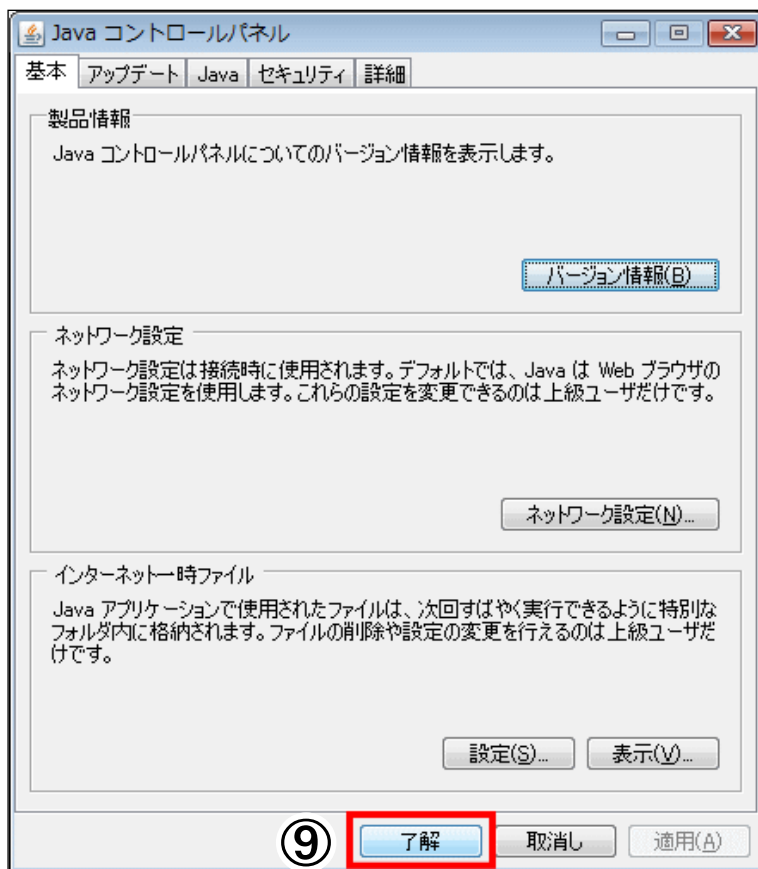 Java コントロールパネル
基本 アップデート Java セキュリティ 詳細
製品情報
Java コントロールパネルについてのバージョン情報を表示します。
バージョン情報(B)
ネットワーク設定
ネットワーク設定は接続時に使用されます。デフォルトでは、Java は Web ブラウザの
ネットワーク設定を使用します。これらの設定を変更できるのは上級ユーザだけです。
ネットワーク設定(N)...
インターネット一時ファイル
Java アプリケーションで使用されたファイルは、次回すばやく実行できるように特別な
フォルダ内に格納されます。ファイルの削除や設定の変更を行えるのは上級ユーザだ
けです。
設定(S)... 表示(V)...
⑨ 了解 取消し 適用(A)